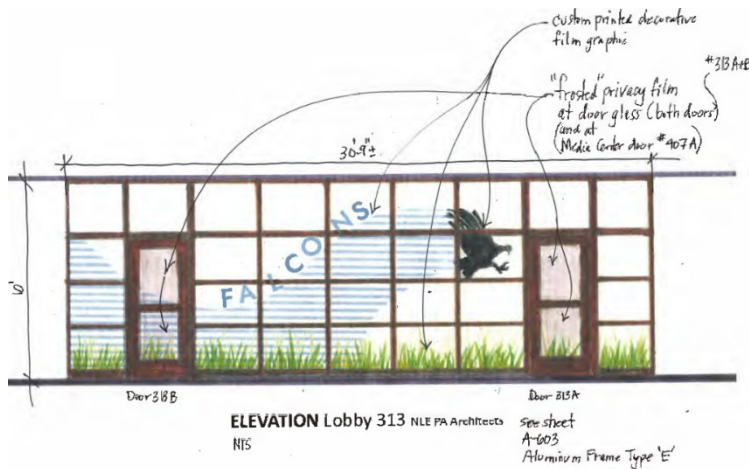 custom printed decorative
film graphic
#313 A+B
"frosted" privacy film
at door glass (both doors)
(and at
Media Center door #407A)
30'-9"±
FALCONS
Door 313B
Door 313A
ELEVATION Lobby 313 NLE PA Architects
NTS
see sheet
A-603
Aluminum Frame Type 'E'